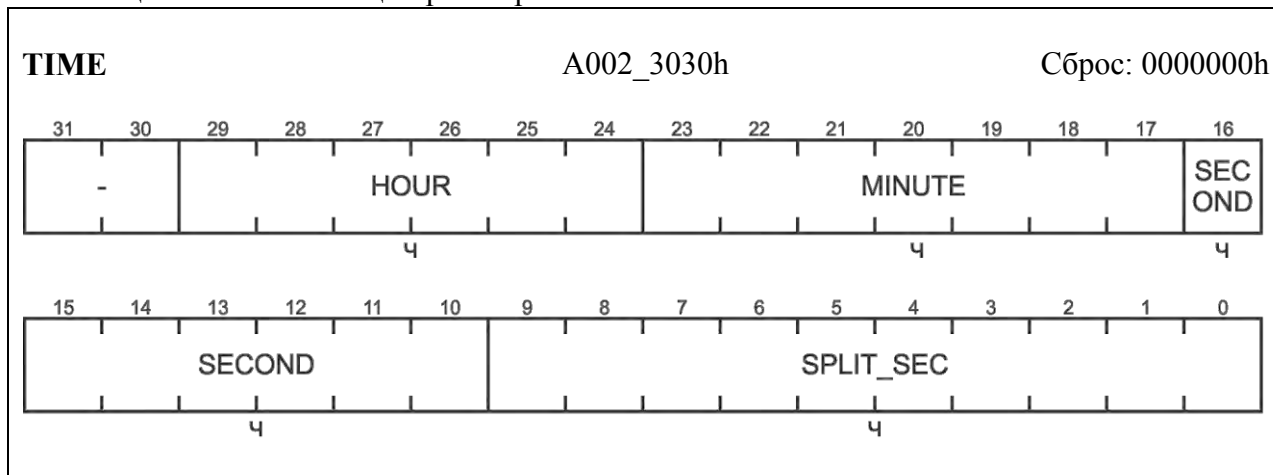 TIME A002_3030h Сброс: 0000000h
31 30 29 28 27 26 25 24 23 22 21 20 19 18 17 16
- HOUR MINUTE SEC
OND
ч ч ч
15 14 13 12 11 10 9 8 7 6 5 4 3 2 1 0
SECOND SPLIT_SEC
ч ч